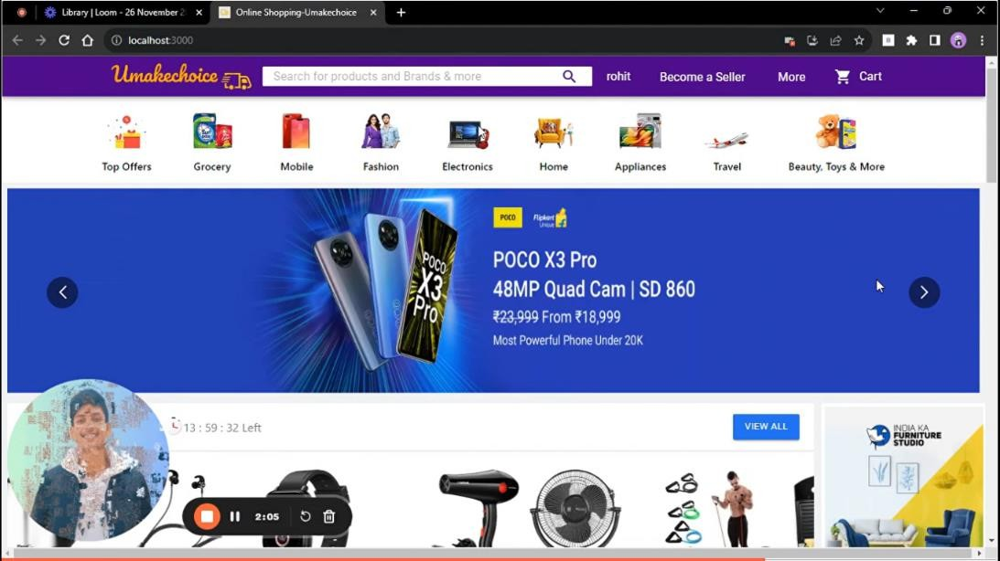 Library | Loom - 26 November 2
Online Shopping-Umakechoice
localhost:3000
Umakechoice
Search for products and Brands & more
rohit
Become a Seller
More
Cart
Top Offers
Grocery
Mobile
Fashion
Electronics
Home
Appliances
Travel
Beauty, Toys & More
POCO
Flipkart
Unique
POCO
X3
Pro
POCO X3 Pro
48MP Quad Cam | SD 860
₹23,999 From ₹18,999
Most Powerful Phone Under 20K
13 : 59 : 32 Left
VIEW ALL
INDIA KA
FURNITURE
STUDIO
2:05